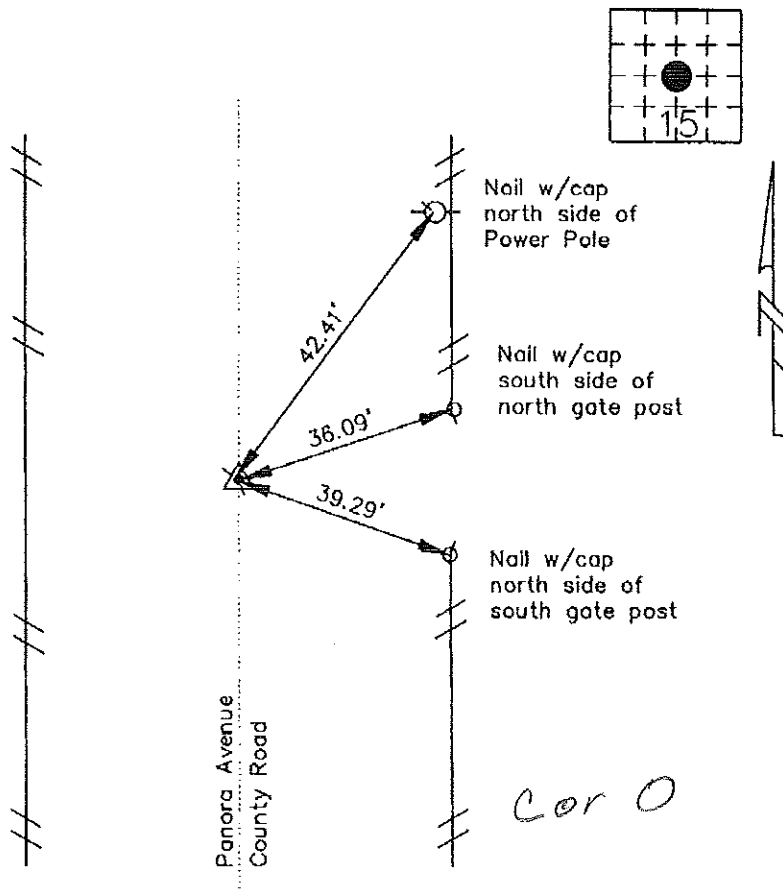 15
Nail w/cap
north side of
Power Pole
42.41'
Nail w/cap
south side of
north gate post
36.09'
39.29'
Nail w/cap
north side of
south gate post
Panora Avenue
County Road
Cor O
N